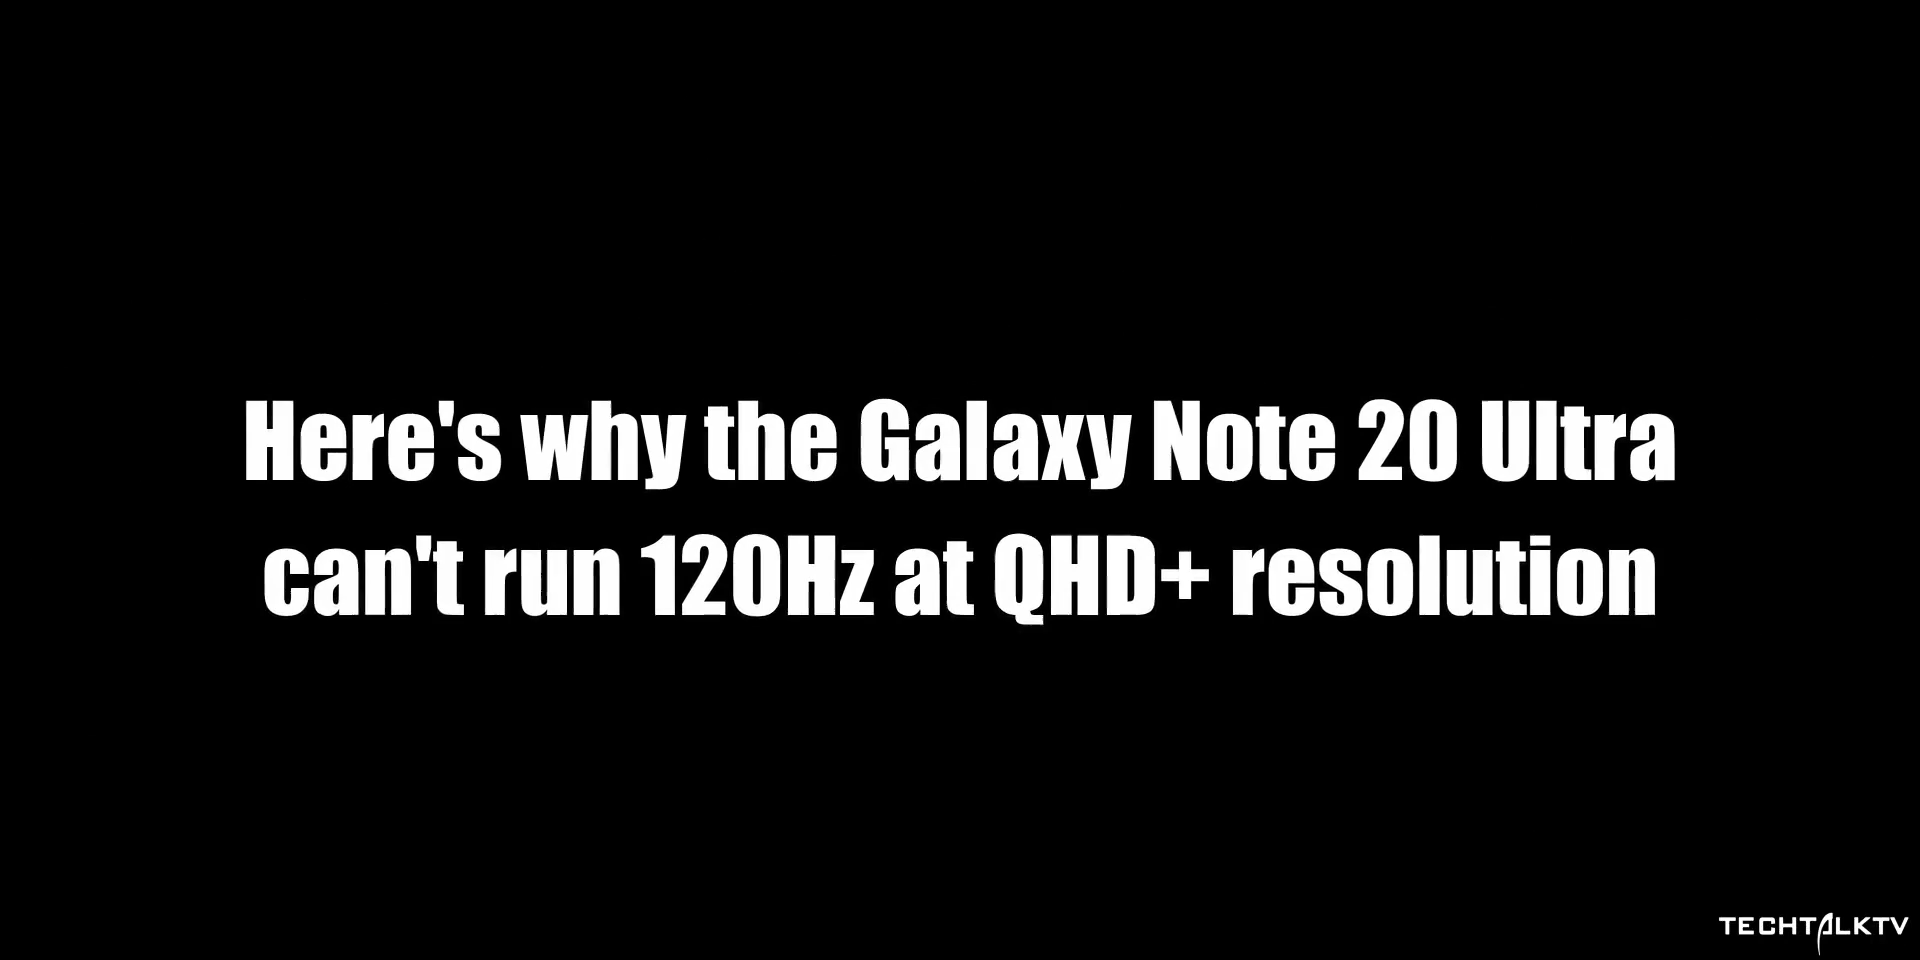 Here's why the Galaxy Note 20 Ultra
can't run 120Hz at QHD+ resolution
TECHTALKTV